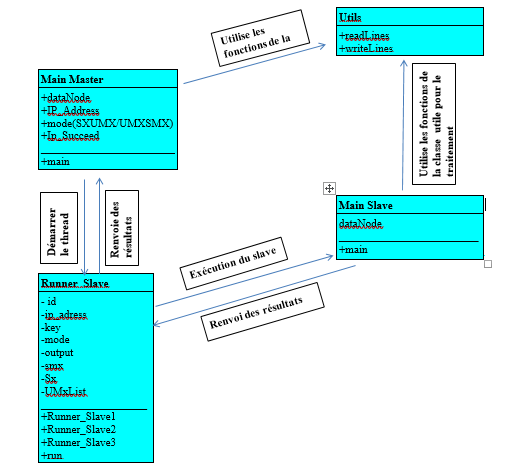 Utilise les
fonctions de la
Utils
+readLines
+writeLines
Main Master
+dataNode
+IP_Address
+mode(SXUMX/UMXSMX)
+Ip_Succeed
+main
Utilise les fonctions de
la classe utile pour le
traitement
Démarrer
le thread
Renvoie des
résultats
Main Slave
dataNode
+main
Exécution du slave
Renvoi des résultats
Runner_Slave
- id
-ip_adress
-key
-mode
-output
-smx
-Sx
-UMxList
+Runner_Slave1
+Runner_Slave2
+Runner_Slave3
+run